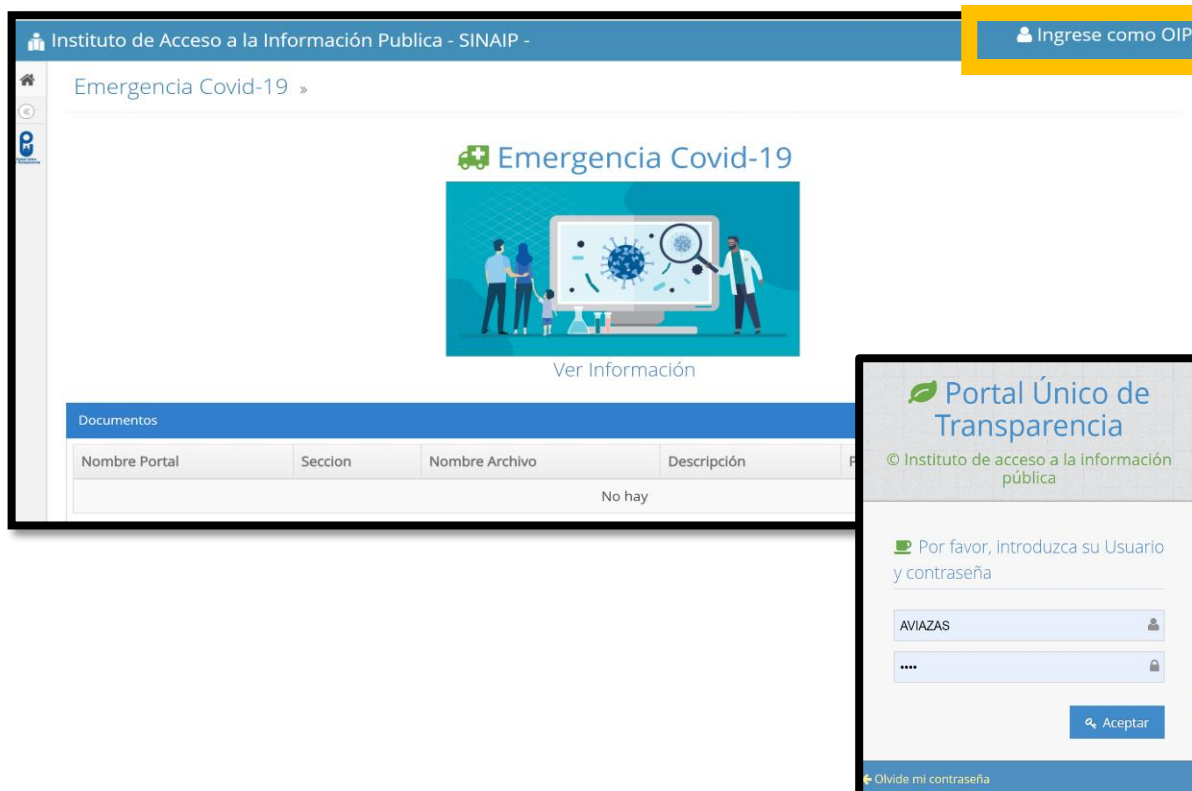 Instituto de Acceso a la Información Publica - SINAIP -
Ingrese como OIP
Emergencia Covid-19 »
Emergencia Covid-19
Ver Información
Documentos
Nombre Portal Seccion Nombre Archivo Descripción
No hay
Portal Único de
Transparencia
© Instituto de acceso a la información
pública
Por favor, introduzca su Usuario
y contraseña
AVIAZAS
••••
Aceptar
Olvide mi contraseña